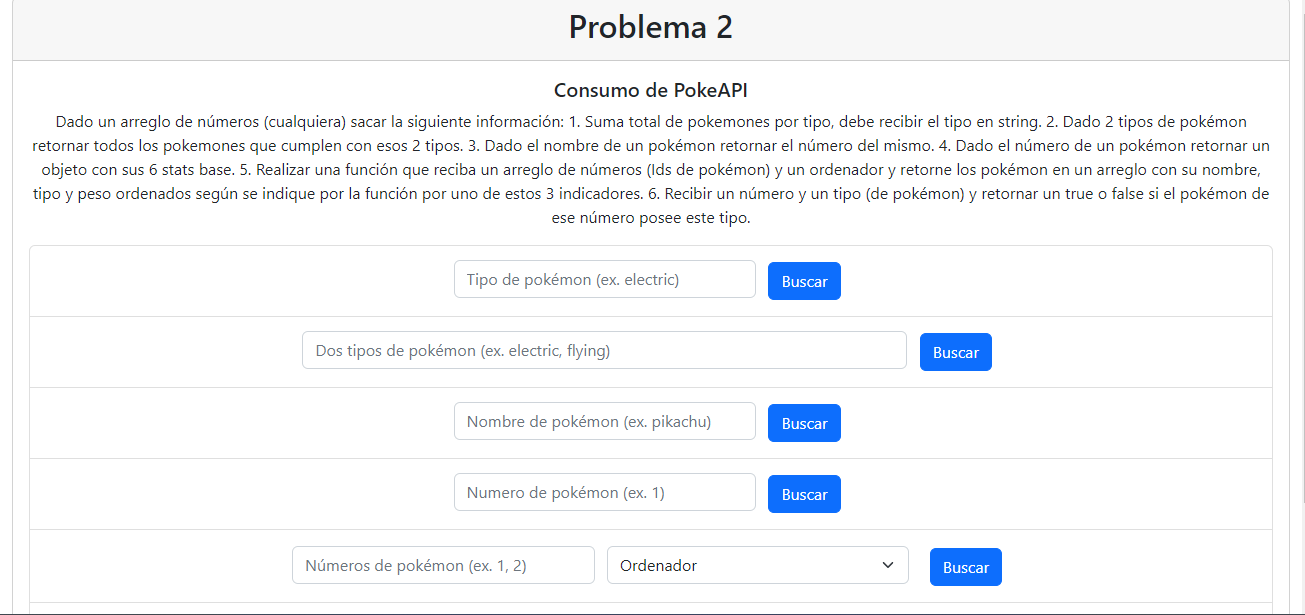 Problema 2
Consumo de PokeAPI
Dado un arreglo de números (cualquiera) sacar la siguiente información: 1. Suma total de pokemones por tipo, debe recibir el tipo en string. 2. Dado 2 tipos de pokémon
retornar todos los pokemones que cumplen con esos 2 tipos. 3. Dado el nombre de un pokémon retornar el número del mismo. 4. Dado el número de un pokémon retornar un
objeto con sus 6 stats base. 5. Realizar una función que reciba un arreglo de números (Ids de pokémon) y un ordenador y retorne los pokémon en un arreglo con su nombre,
tipo y peso ordenados según se indique por la función por uno de estos 3 indicadores. 6. Recibir un número y un tipo (de pokémon) y retornar un true o false si el pokémon de
ese número posee este tipo.
Tipo de pokémon (ex. electric) Buscar
Dos tipos de pokémon (ex. electric, flying) Buscar
Nombre de pokémon (ex. pikachu) Buscar
Numero de pokémon (ex. 1) Buscar
Números de pokémon (ex. 1, 2) Ordenador Buscar